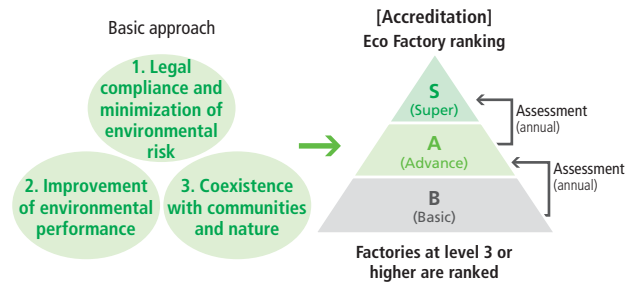 Basic approach
1. Legal
compliance and
minimization of
environmental
risk
2. Improvement
of environmental
performance
3. Coexistence
with communities
and nature
[Accreditation]
Eco Factory ranking
S
(Super)
A
(Advance)
B
(Basic)
Assessment
(annual)
Assessment
(annual)
Factories at level 3 or
higher are ranked